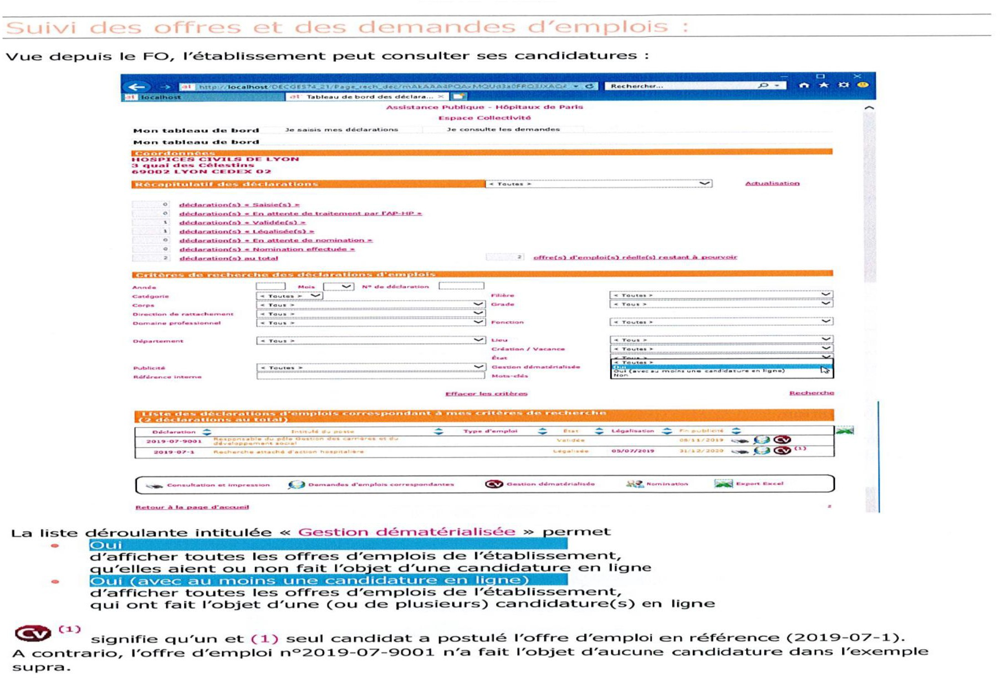 Suivi des offres et des demandes d'emplois :
Vue depuis le FO, l'établissement peut consulter ses candidatures :
Rechercher...
localhost
Tableau de bord des déclara...
Assistance Publique - Hôpitaux de Paris
Espace Collectivité
Mon tableau de bord Je saisis mes déclarations Je consulte les demandes
Mon tableau de bord
Coordonnées
HOSPICES CIVILS DE LYON
3 quai des Célestins
69002 LYON CEDEX 02
Récapitulatif des déclarations < Toutes > Actualisation
0 déclaration(s) « Saisie(s) »
0 déclaration(s) « En attente de traitement par l'AP-HP »
1 déclaration(s) « Validée(s) »
1 déclaration(s) « Légalisée(s) »
0 déclaration(s) « En attente de nomination »
0 déclaration(s) « Nomination effectuée »
2 déclaration(s) au total 2 offre(s) d'emploi(s) réelle(s) restant à pourvoir
Critères de recherche des déclarations d'emplois
Année Mois N° de déclaration
Catégorie < Toutes > Filière < Toutes >
Corps < Tous > Grade < Tous >
Direction de rattachement < Tous >
Domaine professionnel < Tous > Fonction < Toutes >
Département < Tous > Lieu < Tous >
Création / Vacance < Toutes >
État < Tous >
< Toutes >
Publicité < Toutes > Gestion dématérialisée Oui
Oui (avec au moins une candidature en ligne)
Référence interne Mots-clés Non
Effacer les critères Recherche
Liste des déclarations d'emplois correspondant à mes critères de recherche
(2 déclarations au total)
Déclaration Intitulé du poste Type d'emploi État Légalisation Fin publicité
2019-07-9001 Responsable du pôle Gestion des carrières et du développement social Validée 08/11/2019 CV
2019-07-1 Recherche attaché d'action hospitalière Légalisée 05/07/2019 31/12/2020 CV (1)
Consultation et impression Demandes d'emplois correspondantes CV Gestion dématérialisée Nomination Export Excel
Retour à la page d'accueil
La liste déroulante intitulée « Gestion dématérialisée » permet
• Oui
d'afficher toutes les offres d'emplois de l'établissement,
qu'elles aient ou non fait l'objet d'une candidature en ligne
• Oui (avec au moins une candidature en ligne)
d'afficher toutes les offres d'emplois de l'établissement,
qui ont fait l'objet d'une (ou de plusieurs) candidature(s) en ligne
CV (1) signifie qu'un et (1) seul candidat a postulé l'offre d'emploi en référence (2019-07-1).
A contrario, l'offre d'emploi n°2019-07-9001 n'a fait l'objet d'aucune candidature dans l'exemple
supra.